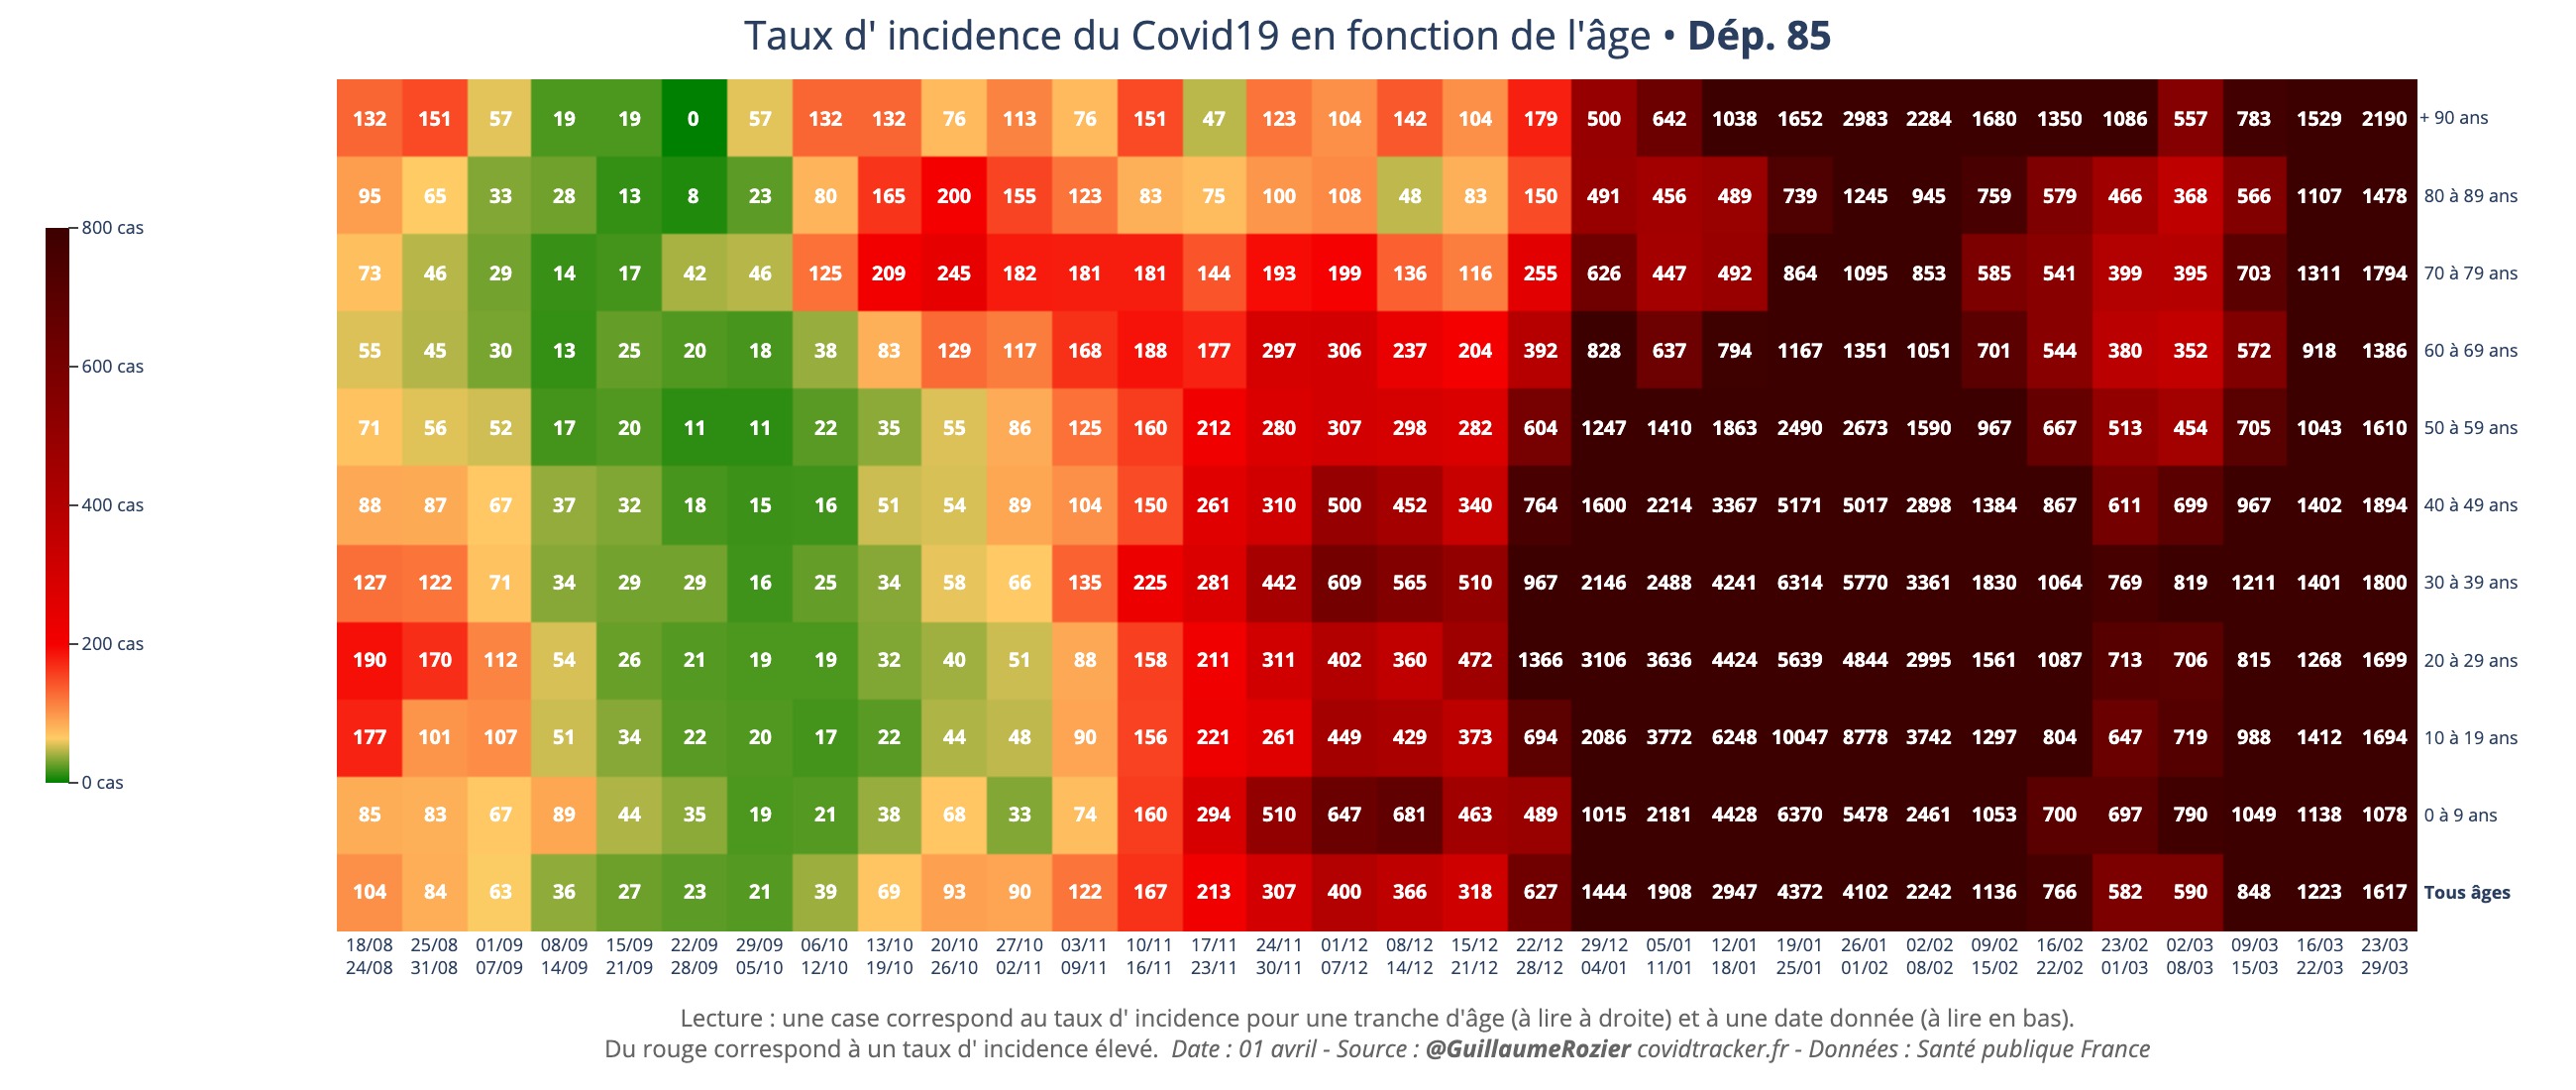 Taux d' incidence du Covid19 en fonction de l'âge • Dép. 85
132 151 57 19 19 0 57 132 132 76 113 76 151 47 123 104 142 104 179 500 642 1038 1652 2983 2284 1680 1350 1086 557 783 1529 2190 + 90 ans
95 65 33 28 13 8 23 80 165 200 155 123 83 75 100 108 48 83 150 491 456 489 739 1245 945 759 579 466 368 566 1107 1478 80 à 89 ans
800 cas
73 46 29 14 17 42 46 125 209 245 182 181 181 144 193 199 136 116 255 626 447 492 864 1095 853 585 541 399 395 703 1311 1794 70 à 79 ans
55 45 30 13 25 20 18 38 83 129 117 168 188 177 297 306 237 204 392 828 637 794 1167 1351 1051 701 544 380 352 572 918 1386 60 à 69 ans
600 cas
71 56 52 17 20 11 11 22 35 55 86 125 160 212 280 307 298 282 604 1247 1410 1863 2490 2673 1590 967 667 513 454 705 1043 1610 50 à 59 ans
400 cas
88 87 67 37 32 18 15 16 51 54 89 104 150 261 310 500 452 340 764 1600 2214 3367 5171 5017 2898 1384 867 611 699 967 1402 1894 40 à 49 ans
127 122 71 34 29 29 16 25 34 58 66 135 225 281 442 609 565 510 967 2146 2488 4241 6314 5770 3361 1830 1064 769 819 1211 1401 1800 30 à 39 ans
200 cas
190 170 112 54 26 21 19 19 32 40 51 88 158 211 311 402 360 472 1366 3106 3636 4424 5639 4844 2995 1561 1087 713 706 815 1268 1699 20 à 29 ans
177 101 107 51 34 22 20 17 22 44 48 90 156 221 261 449 429 373 694 2086 3772 6248 10047 8778 3742 1297 804 647 719 988 1412 1694 10 à 19 ans
0 cas
85 83 67 89 44 35 19 21 38 68 33 74 160 294 510 647 681 463 489 1015 2181 4428 6370 5478 2461 1053 700 697 790 1049 1138 1078 0 à 9 ans
104 84 63 36 27 23 21 39 69 93 90 122 167 213 307 400 366 318 627 1444 1908 2947 4372 4102 2242 1136 766 582 590 848 1223 1617 Tous âges
18/08 25/08 01/09 08/09 15/09 22/09 29/09 06/10 13/10 20/10 27/10 03/11 10/11 17/11 24/11 01/12 08/12 15/12 22/12 29/12 05/01 12/01 19/01 26/01 02/02 09/02 16/02 23/02 02/03 09/03 16/03 23/03
24/08 31/08 07/09 14/09 21/09 28/09 05/10 12/10 19/10 26/10 02/11 09/11 16/11 23/11 30/11 07/12 14/12 21/12 28/12 04/01 11/01 18/01 25/01 01/02 08/02 15/02 22/02 01/03 08/03 15/03 22/03 29/03
Lecture : une case correspond au taux d' incidence pour une tranche d'âge (à lire à droite) et à une date donnée (à lire en bas).
Du rouge correspond à un taux d' incidence élevé. Date : 01 avril - Source : @GuillaumeRozier covidtracker.fr - Données : Santé publique France